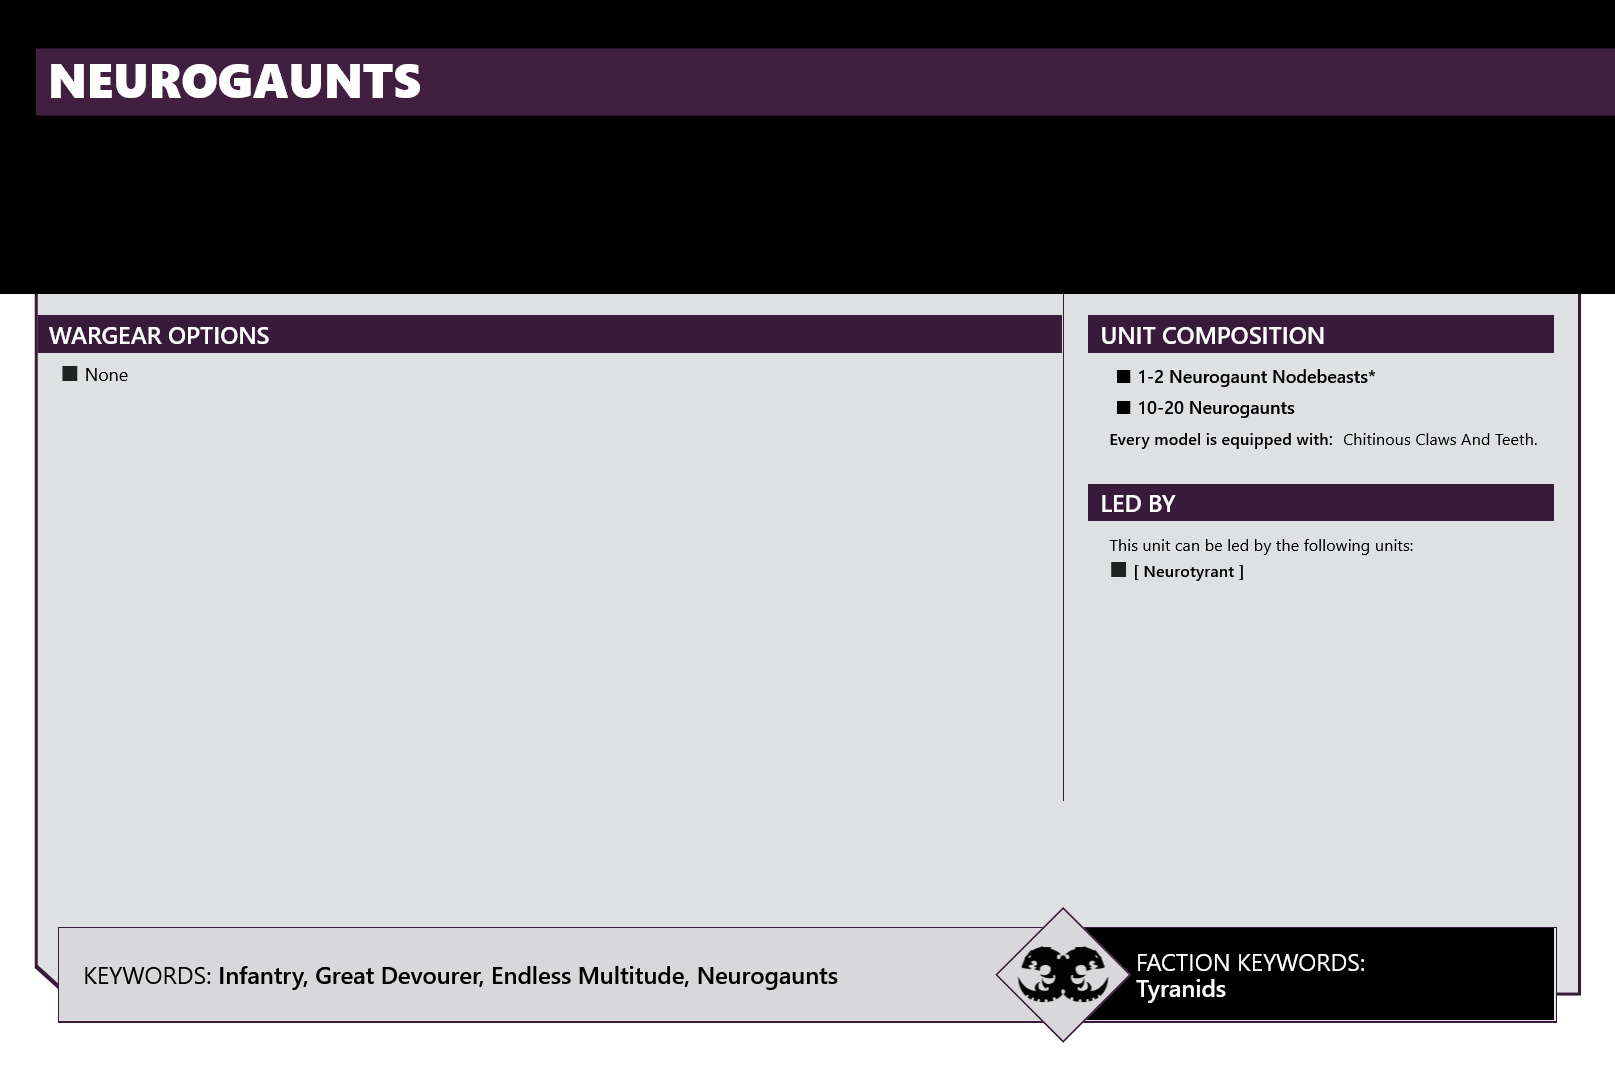 NEUROGAUNTS
WARGEAR OPTIONS
None
UNIT COMPOSITION
1-2 Neurogaunt Nodebeasts*
10-20 Neurogaunts
Every model is equipped with: Chitinous Claws And Teeth.
LED BY
This unit can be led by the following units:
[ Neurotyrant ]
KEYWORDS: Infantry, Great Devourer, Endless Multitude, Neurogaunts
FACTION KEYWORDS:
Tyranids